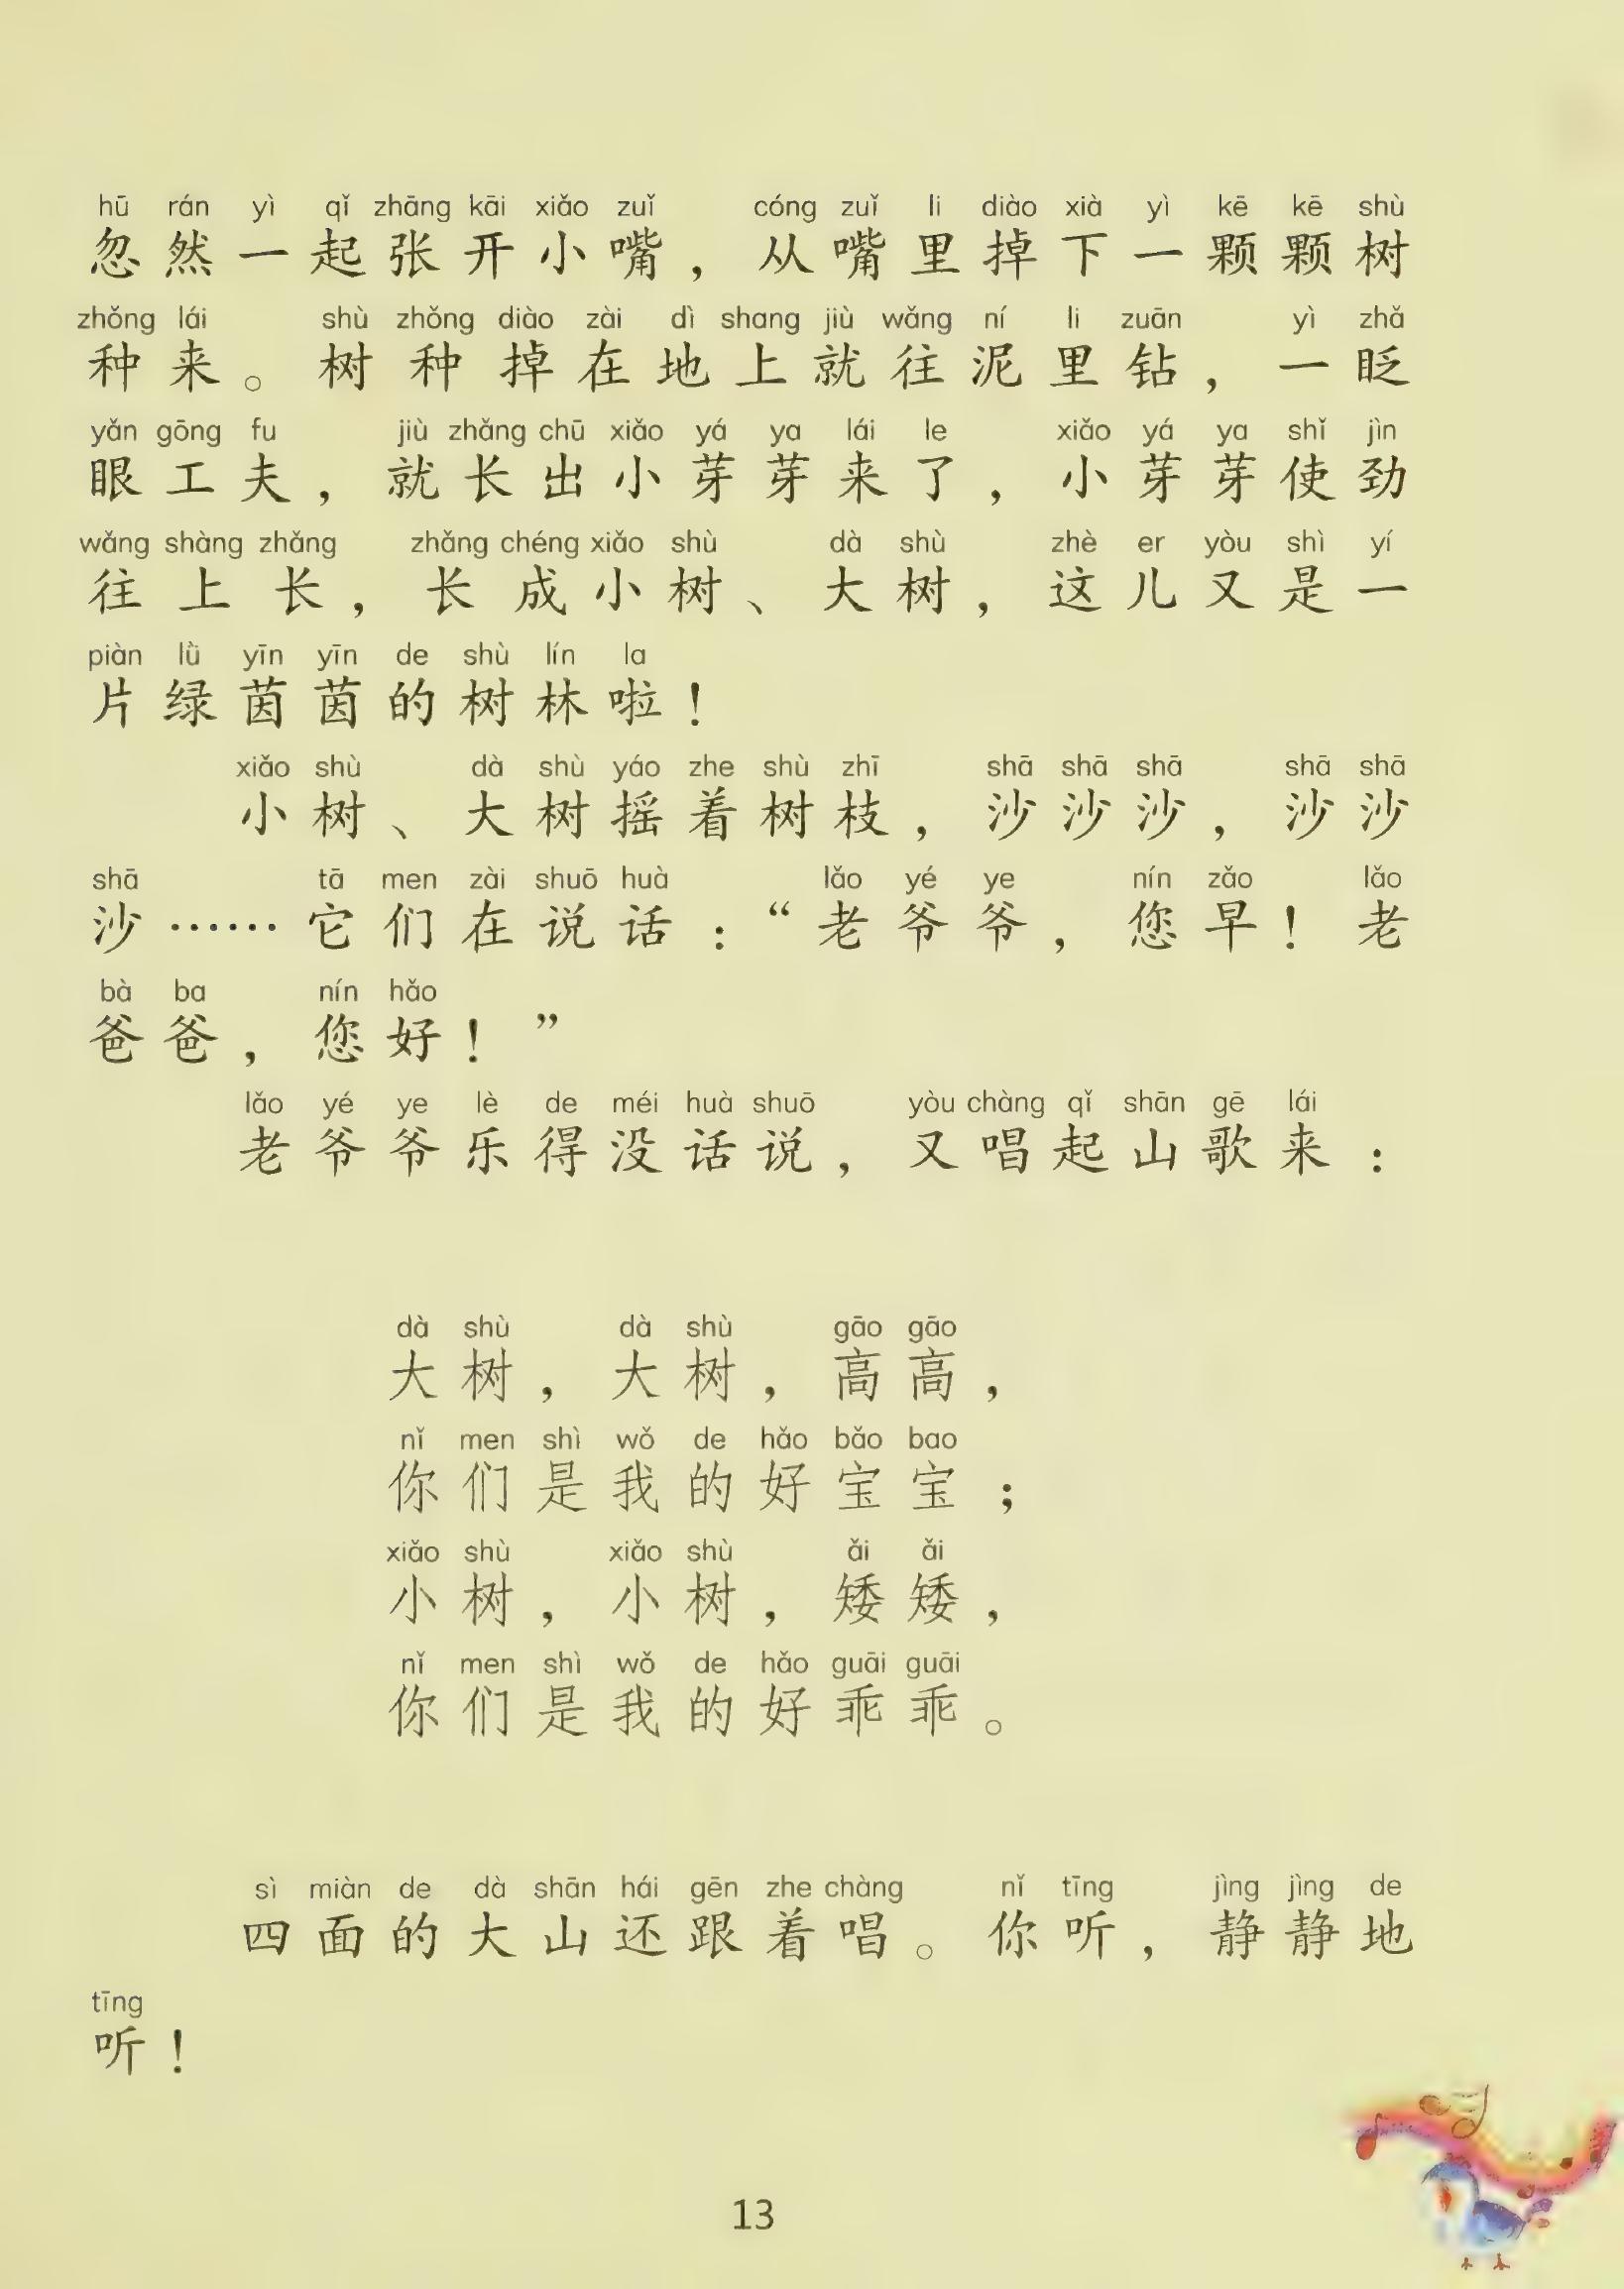 hū rán yì qǐ zhāng kāi xiǎo zuǐ cóng zuǐ li diào xià yì kē kē shù
忽然一起张开小嘴，从嘴里掉下一颗颗树
zhǒng lái shù zhǒng diào zài dì shang jiù wǎng ní li zuān yì zhǎ
种来。树种掉在地上就往泥里钻，一眨
yǎn gōng fu jiù zhǎng chū xiǎo yá ya lái le xiǎo yá ya shǐ jìn
眼工夫，就长出小芽芽来了，小芽芽使劲
wǎng shàng zhǎng zhǎng chéng xiǎo shù dà shù zhè er yòu shì yí
往上长，长成小树、大树，这儿又是一
piàn lǜ yīn yīn de shù lín la
片绿茵茵的树林啦！
xiǎo shù dà shù yáo zhe shù zhī shā shā shā shā shā
小树、大树摇着树枝，沙沙沙，沙沙
shā tā men zài shuō huà lǎo yé ye nín zǎo lǎo
沙……它们在说话：“老爷爷，您早！老
bà ba nín hǎo
爸爸，您好！”
lǎo yé ye lè de méi huà shuō yòu chàng qǐ shān gē lái
老爷爷乐得没话说，又唱起山歌来：
dà shù dà shù gāo gāo
大树，大树，高高，
nǐ men shì wǒ de hǎo bǎo bao
你们是我的好宝宝；
xiǎo shù xiǎo shù ǎi ǎi
小树，小树，矮矮，
nǐ men shì wǒ de hǎo guāi guāi
你们是我的好乖乖。
sì miàn de dà shān hái gēn zhe chàng nǐ tīng jìng jìng de
四面的大山还跟着唱。你听，静静地
tīng
听！
13